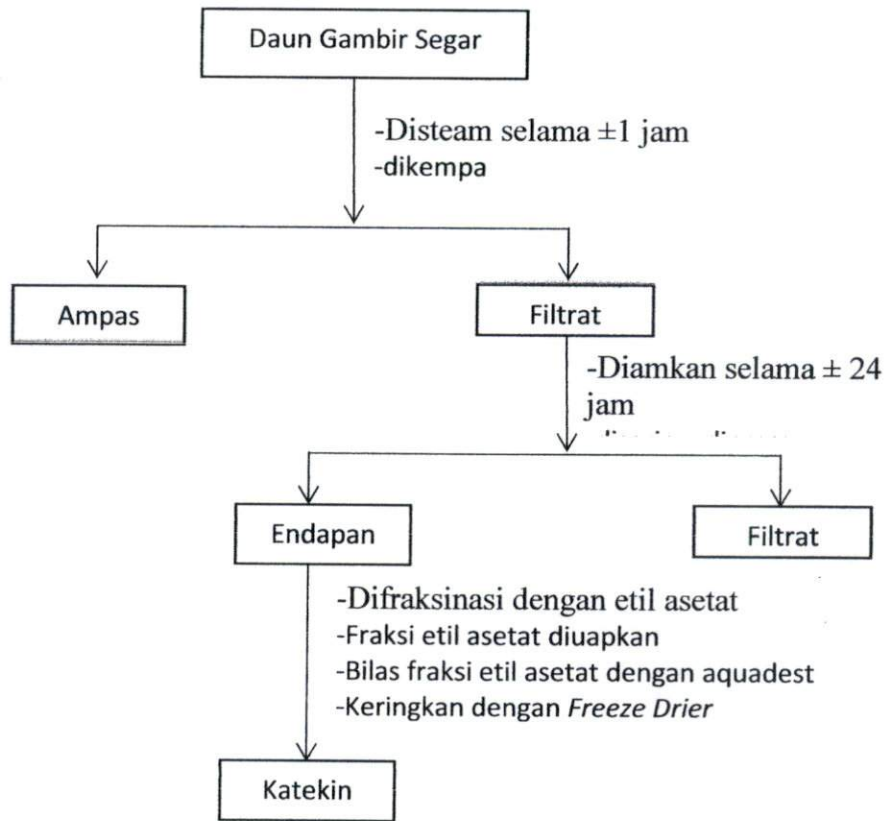 Daun Gambir Segar
-Disteam selama ±1 jam
-dikempa
Ampas
Filtrat
-Diamkan selama ± 24
jam
Endapan
Filtrat
-Difraksinasi dengan etil asetat
-Fraksi etil asetat diuapkan
-Bilas fraksi etil asetat dengan aquadest
-Keringkan dengan Freeze Drier
Katekin